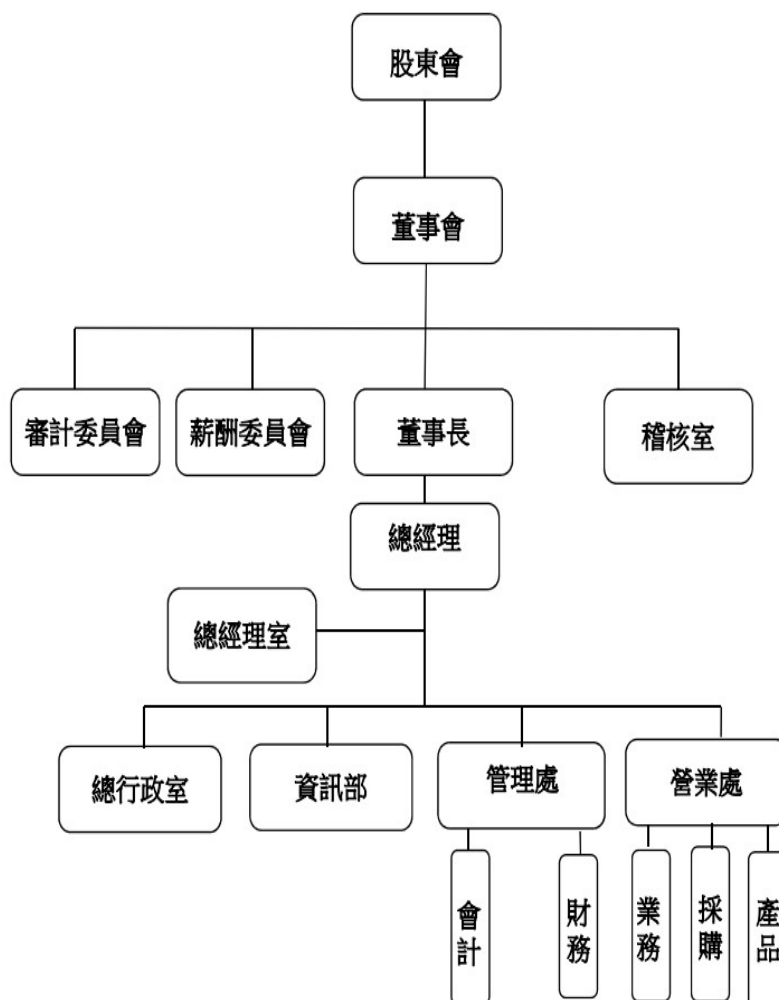 股東會
董事會
審計委員會
薪酬委員會
董事長
稽核室
總經理
總經理室
總行政室
資訊部
管理處
營業處
會計
財務
業務
採購
產品